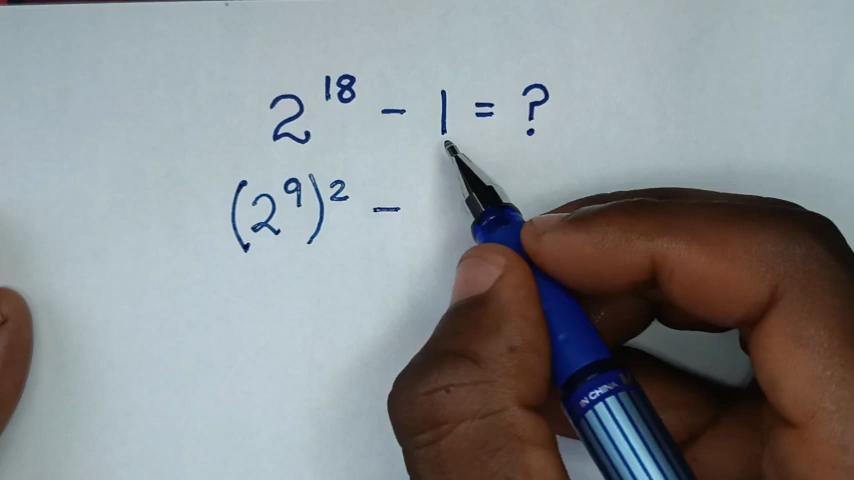 2^18 - 1 = ?
(2^9)^2 -
IN CHINA